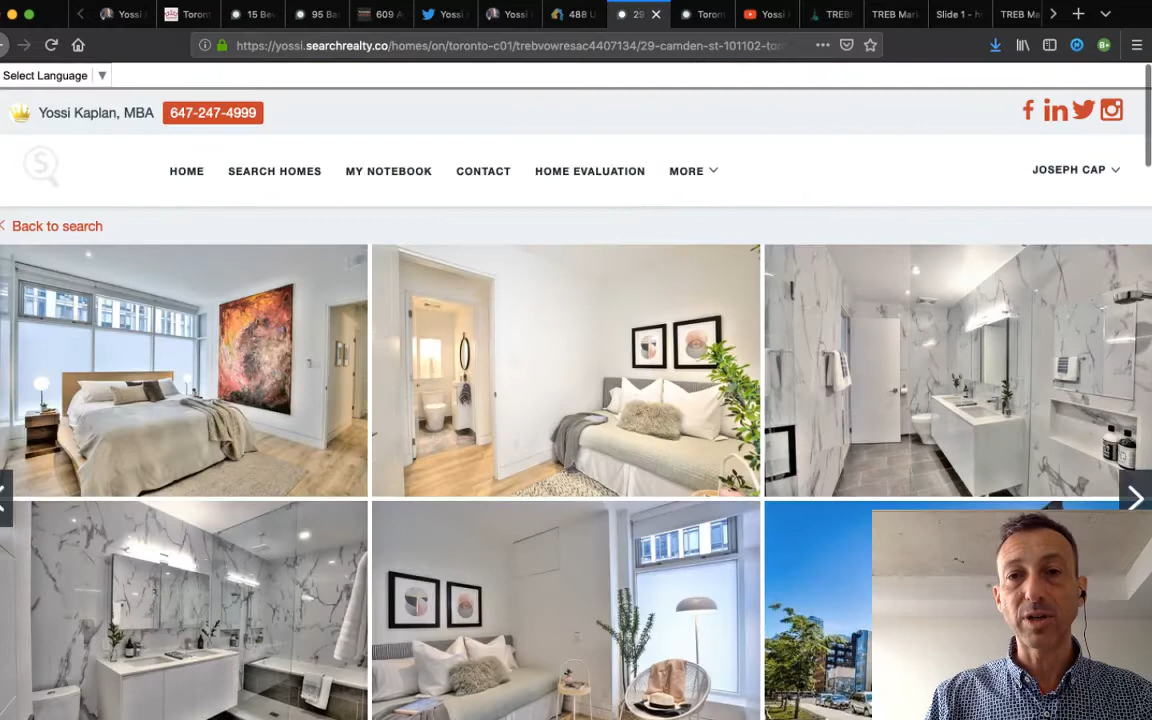 Yossi
Toront
15 Bev
95 Ba
609 A
Yossi
Yossi
488 U
29
Toron
Yossi
TREB
TREB Mar
Slide 1 - h
TREB Ma
https://yossi.searchrealty.co/homes/on/toronto-c01/trebvowresac4407134/29-camden-st-101102-tor
Select Language
Yossi Kaplan, MBA 647-247-4999
S
HOME SEARCH HOMES MY NOTEBOOK CONTACT HOME EVALUATION MORE JOSEPH CAP
Back to search